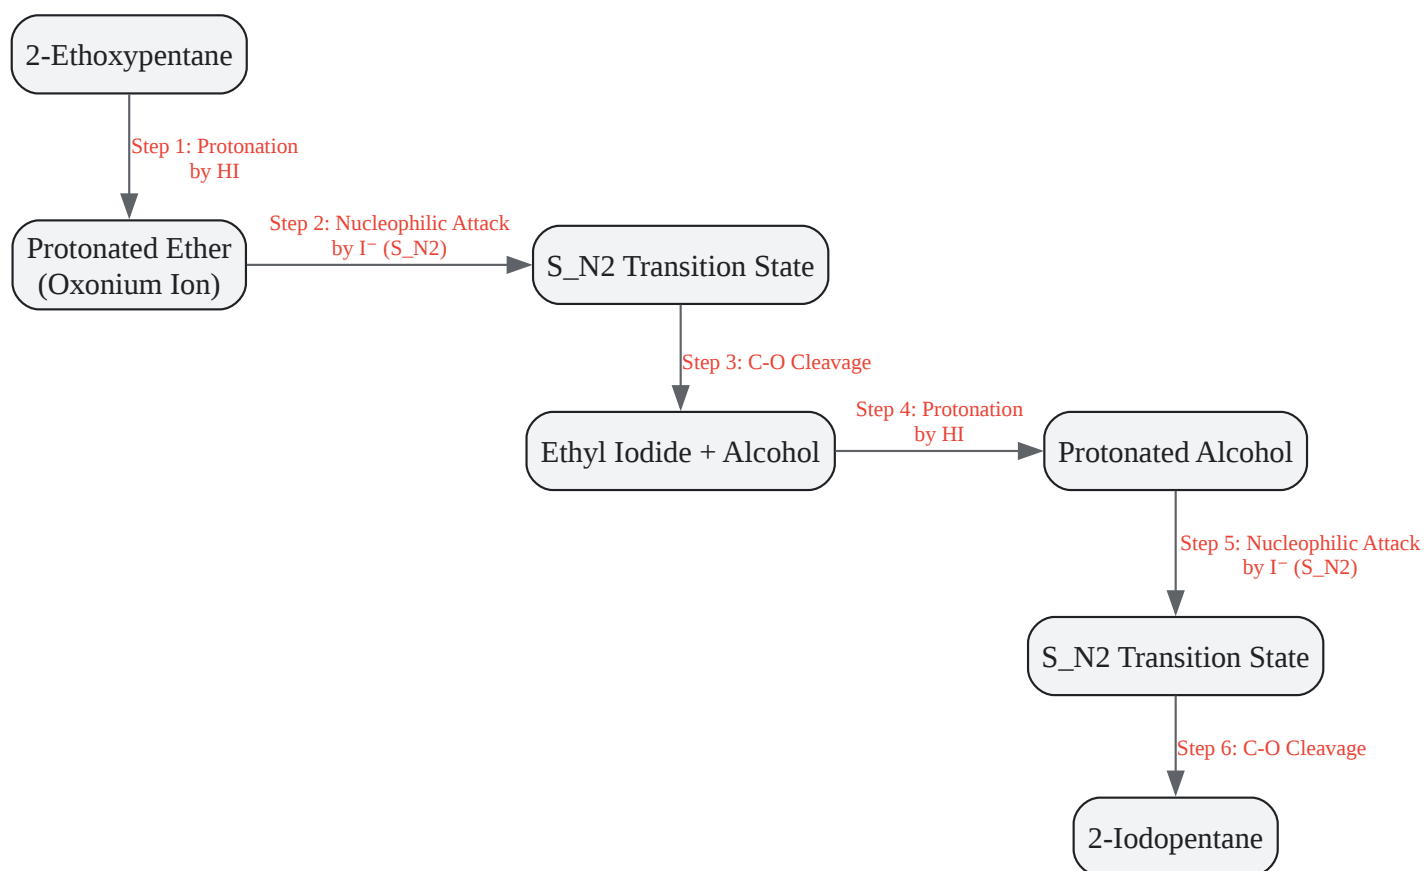 2-Ethoxypentane
Step 1: Protonation
by HI
Protonated Ether
(Oxonium Ion)
Step 2: Nucleophilic Attack
by I⁻ (S_N2)
S_N2 Transition State
Step 3: C-O Cleavage
Ethyl Iodide + Alcohol
Step 4: Protonation
by HI
Protonated Alcohol
Step 5: Nucleophilic Attack
by I⁻ (S_N2)
S_N2 Transition State
Step 6: C-O Cleavage
2-Iodopentane